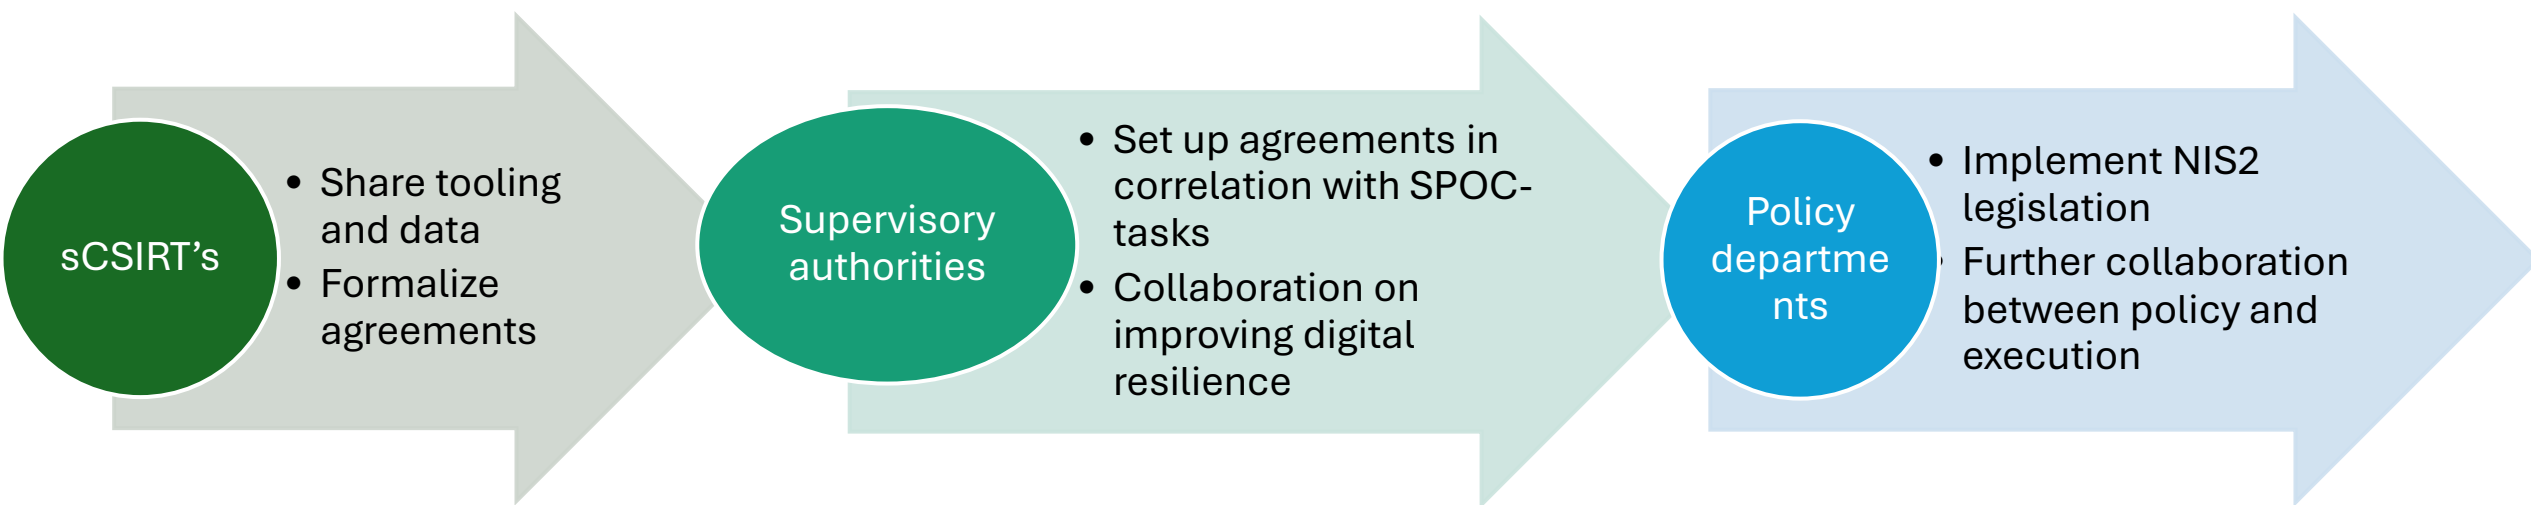 sCSIRT’s
• Share tooling
and data
• Formalize
agreements
Supervisory
authorities
• Set up agreements in
correlation with SPOC-
tasks
• Collaboration on
improving digital
resilience
Policy
departme
nts
• Implement NIS2
legislation
• Further collaboration
between policy and
execution